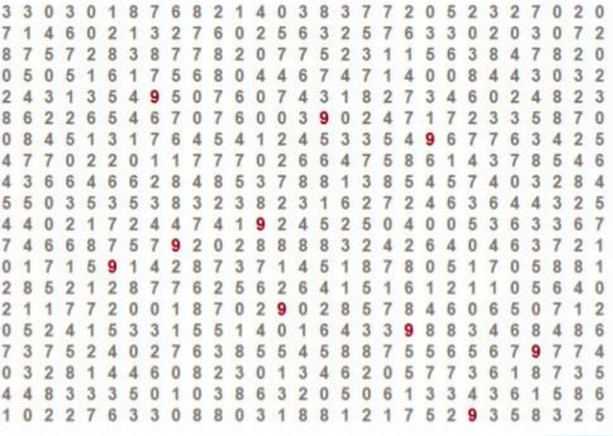 3 3 0 3 0 1 8 7 6 8 2 1 4 0 3 8 3 7 7 2 0 5 2 3 2 7 0 2 0
7 1 4 6 0 2 1 3 2 7 6 0 2 5 6 3 2 5 7 6 3 3 0 2 0 3 0 7 2
8 7 5 7 2 8 3 8 7 7 8 2 0 7 7 5 2 3 1 1 5 6 3 8 4 7 8 2 0
0 5 0 5 1 6 1 7 5 6 8 0 4 4 6 7 4 7 1 4 0 0 8 4 4 3 0 3 2
2 4 3 1 3 5 4 9 5 0 7 6 0 7 4 3 1 8 2 7 3 4 6 0 2 4 8 2 3
8 6 2 2 6 5 4 6 7 0 7 6 0 0 3 9 0 2 4 7 1 7 2 3 3 5 8 7 0
0 8 4 5 1 3 1 7 6 4 5 4 1 2 4 5 3 3 5 4 9 6 7 7 6 3 4 2 5
4 7 7 0 2 2 0 1 1 7 7 7 0 2 6 6 4 7 5 8 6 1 4 3 7 8 5 4 6
4 3 6 6 4 6 6 2 8 4 8 5 3 7 8 8 1 3 8 5 4 5 7 4 0 3 2 8 4
5 5 0 3 5 3 5 3 8 3 2 3 8 2 3 1 6 2 7 2 4 6 3 6 4 4 3 2 5
4 4 0 2 1 7 2 4 4 7 4 1 9 2 4 5 2 5 0 4 0 0 5 3 6 3 3 6 7
7 4 6 6 8 7 5 7 9 2 0 2 8 8 8 8 3 2 4 2 6 4 0 4 6 3 7 2 1
0 1 7 1 5 9 1 4 2 8 7 3 7 1 4 5 1 8 7 8 0 5 1 7 0 5 8 8 1
2 8 5 2 1 2 8 7 7 6 2 5 6 2 6 4 1 5 1 6 1 2 1 1 0 5 6 4 0
2 1 1 7 7 2 0 0 1 8 7 0 2 9 0 2 8 5 7 8 4 6 0 6 5 0 7 1 2
0 5 2 4 1 5 3 3 1 5 5 1 4 0 1 6 4 3 3 9 8 8 3 4 6 8 4 8 6
7 3 7 5 2 4 0 2 7 6 3 8 5 5 4 5 8 8 7 5 5 6 5 6 7 9 7 7 4
0 3 2 8 1 4 4 6 0 8 2 3 0 1 3 4 6 2 0 5 7 7 3 6 1 8 7 3 5
4 4 8 3 3 3 5 0 1 0 3 8 6 3 2 0 5 0 6 1 3 3 4 3 6 1 5 8 6
1 0 2 2 7 6 3 3 0 8 8 0 3 1 8 8 1 2 1 7 5 2 9 3 5 8 3 2 5